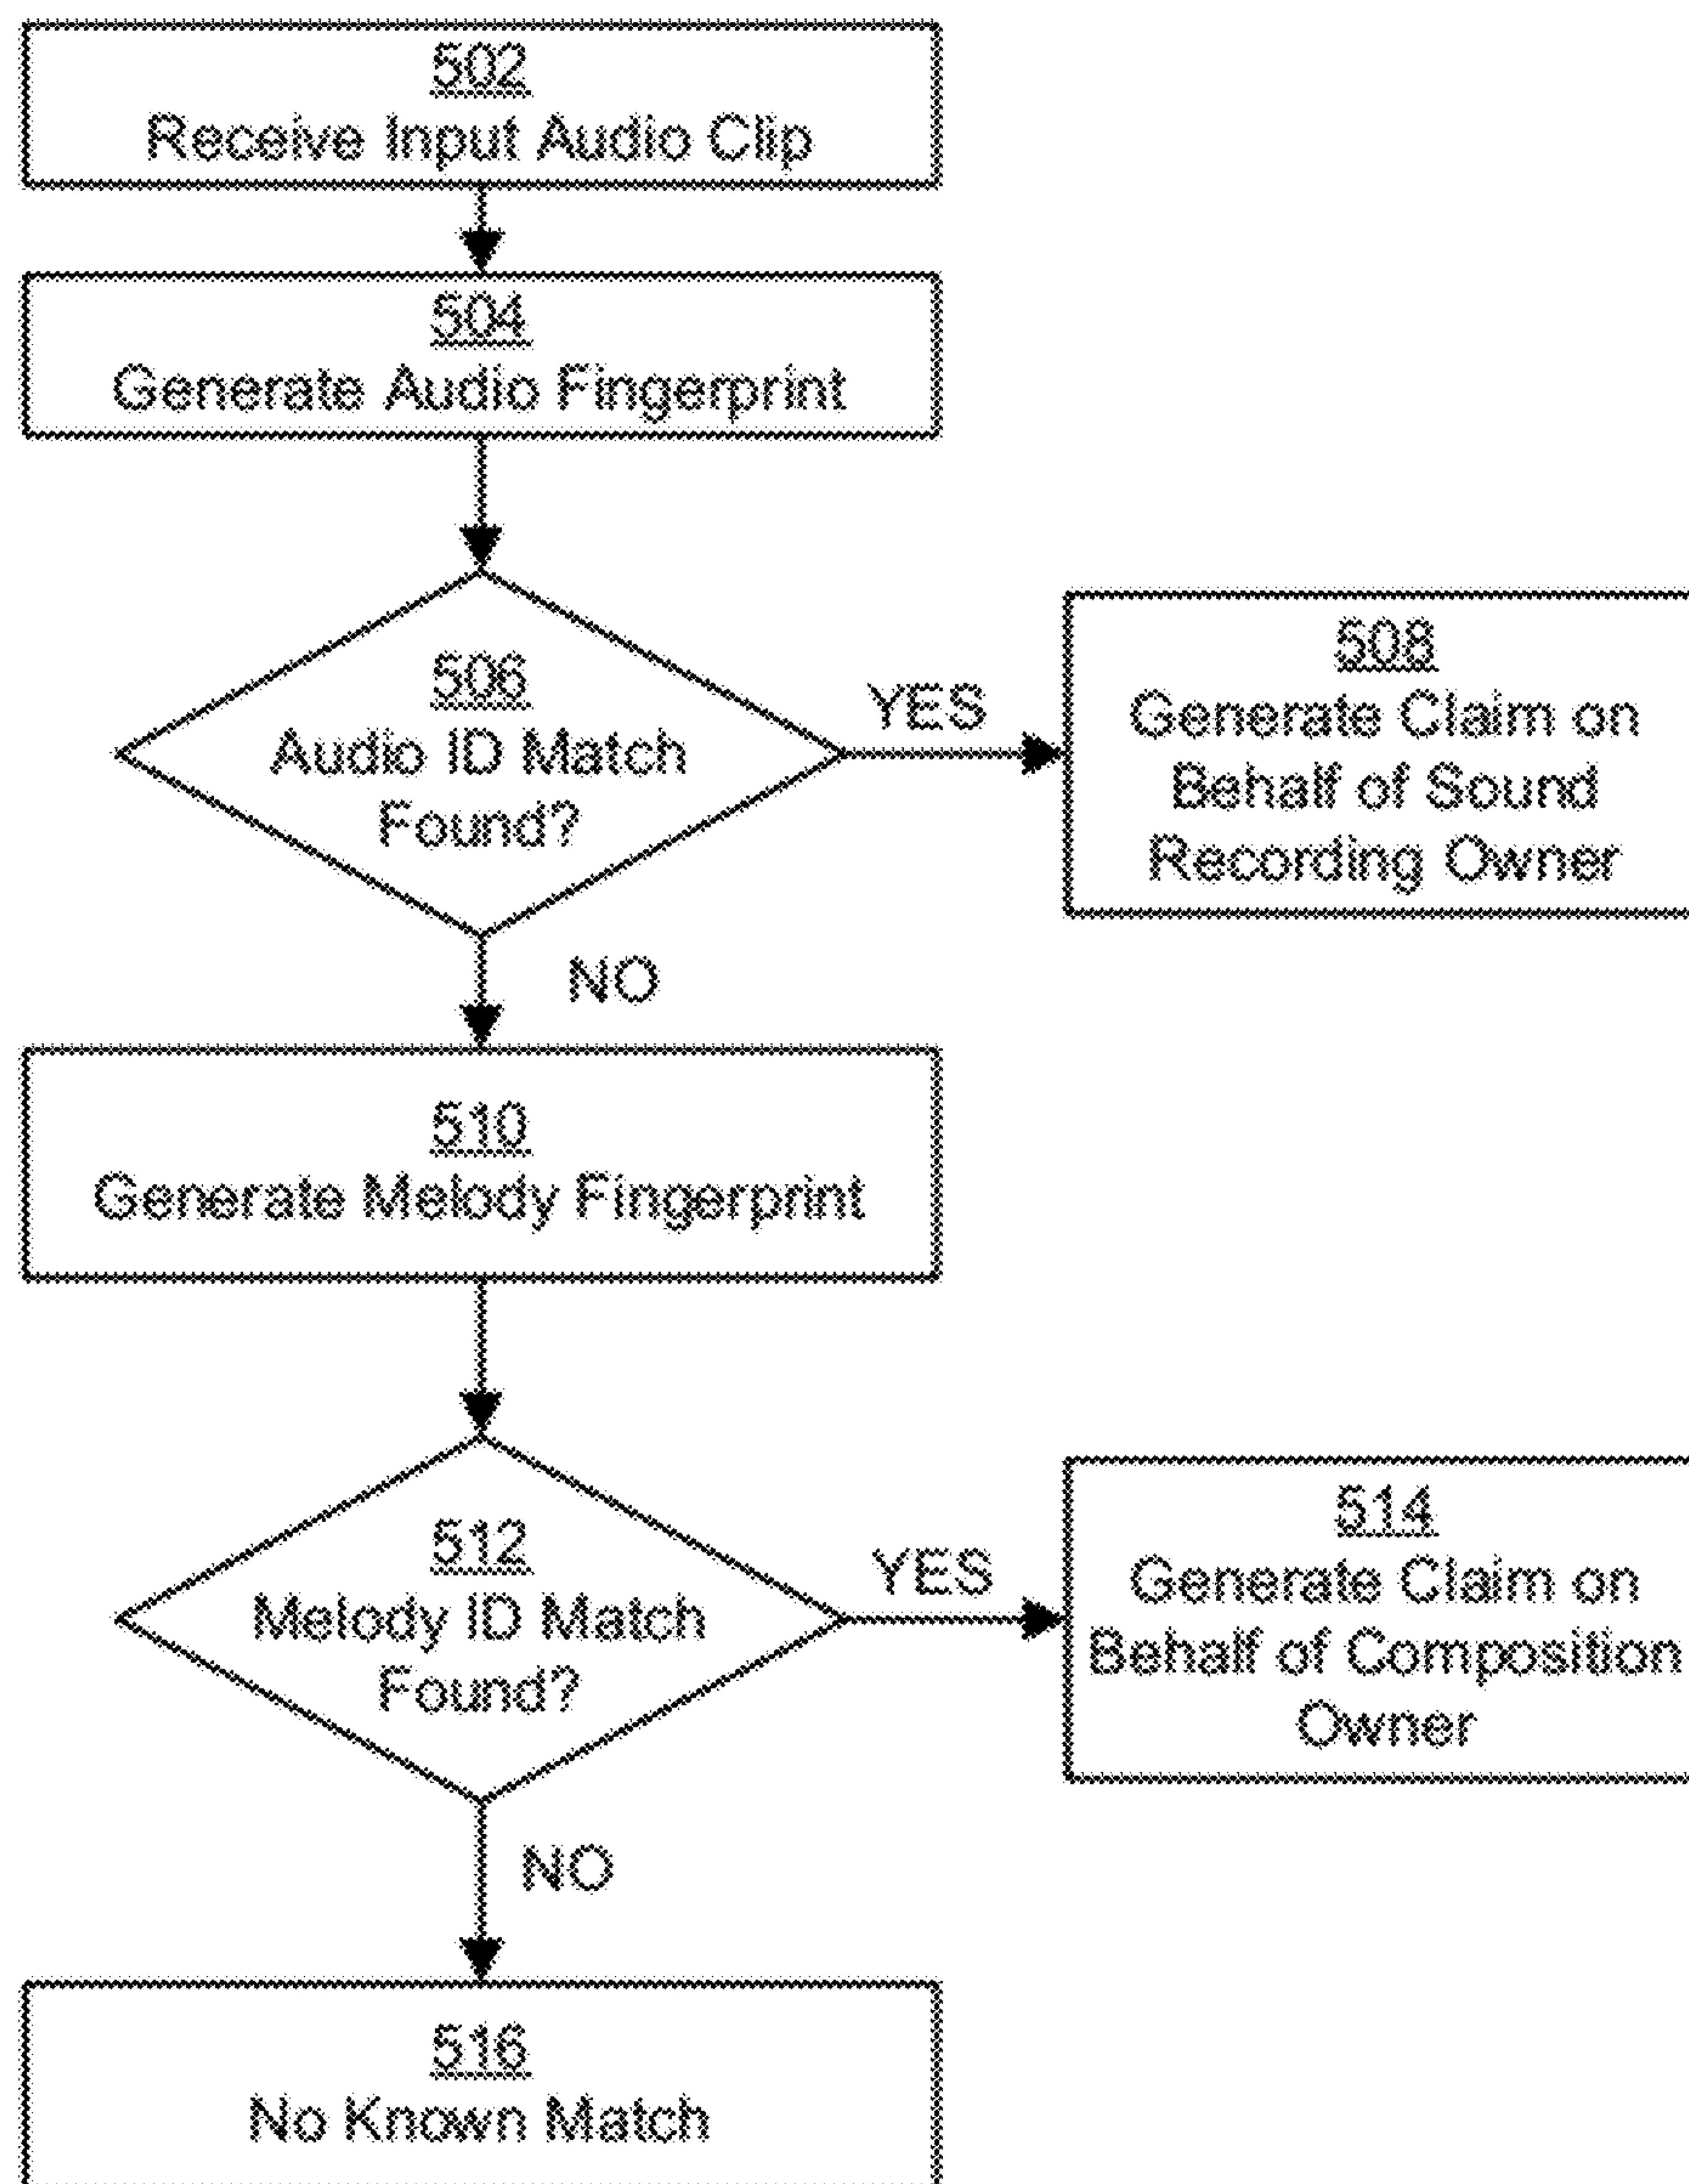 502
Receive Input Audio Clip
504
Generate Audio Fingerprint
506
Audio ID Match
Found?
YES
508
Generate Claim on
Behalf of Sound
Recording Owner
NO
510
Generate Melody Fingerprint
512
Melody ID Match
Found?
YES
514
Generate Claim on
Behalf of Composition
Owner
NO
516
No Known Match